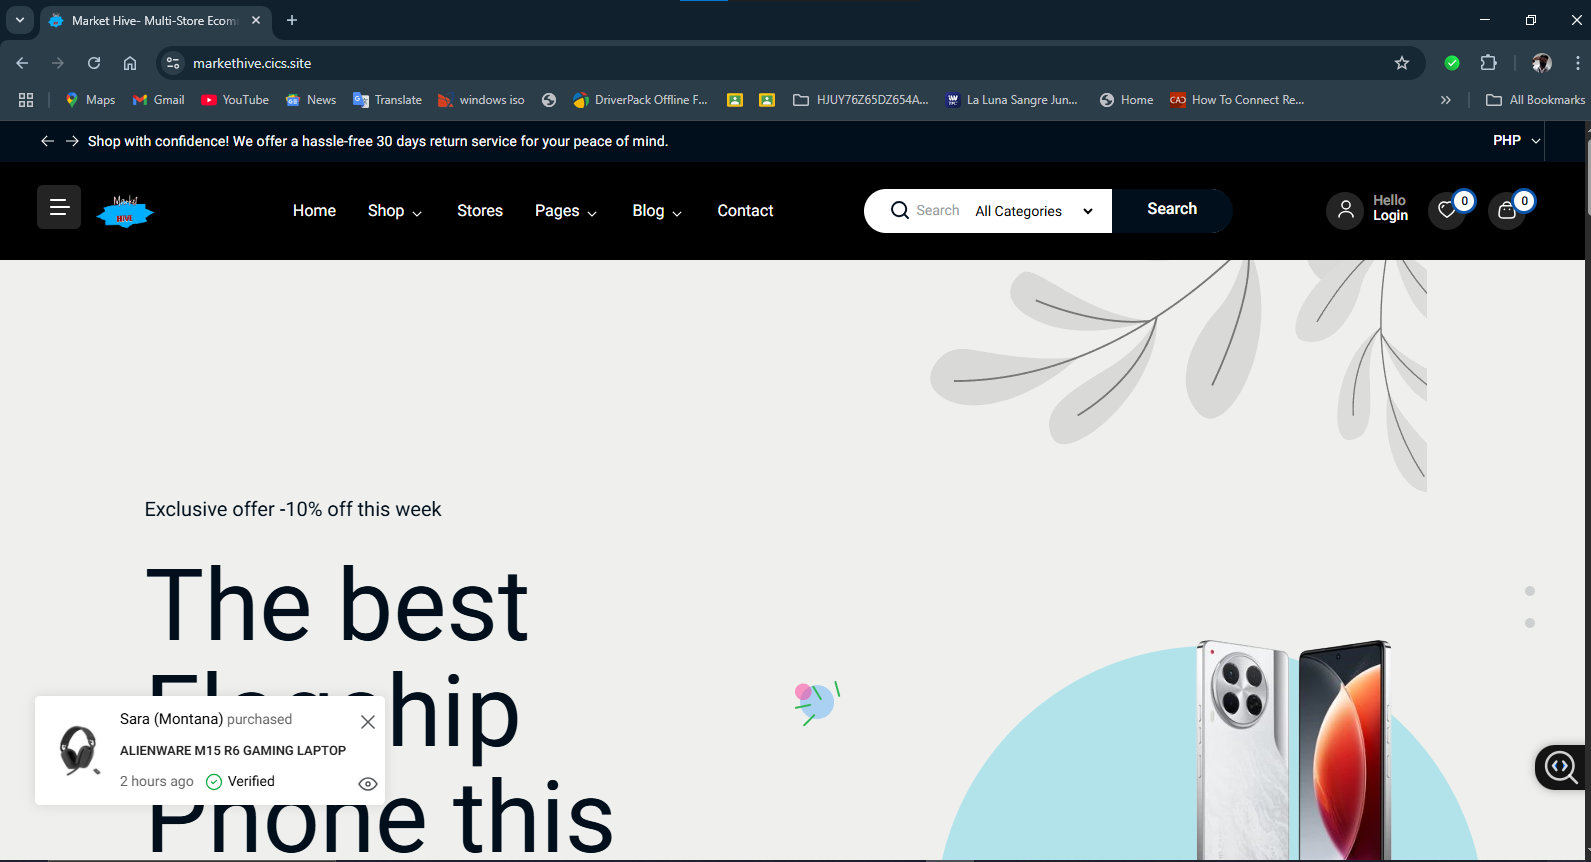 Market Hive- Multi-Store Ecom
markethive.cics.site
Maps
Gmail
YouTube
News
Translate
windows iso
DriverPack Offline F...
HJUY76Z65DZ654A...
La Luna Sangre Jun...
Home
How To Connect Re...
All Bookmarks
Shop with confidence! We offer a hassle-free 30 days return service for your peace of mind.
PHP
Market
HIVE
Home
Shop
Stores
Pages
Blog
Contact
Search
All Categories
Search
Hello
Login
0
0
Exclusive offer -10% off this week
The best
Flagship
Phone this
Sara (Montana) purchased
ALIENWARE M15 R6 GAMING LAPTOP
2 hours ago
Verified